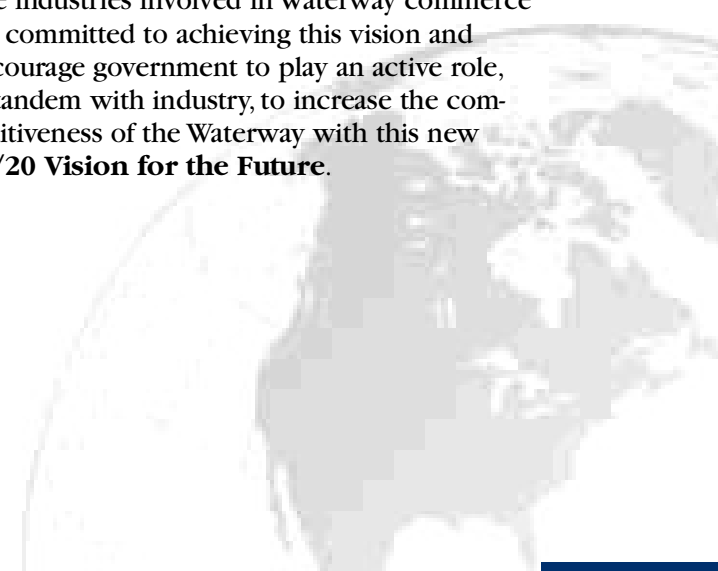 e industries involved in waterway commerce
committed to achieving this vision and
courage government to play an active role,
tandem with industry, to increase the com-
itiveness of the Waterway with this new
/20 Vision for the Future.